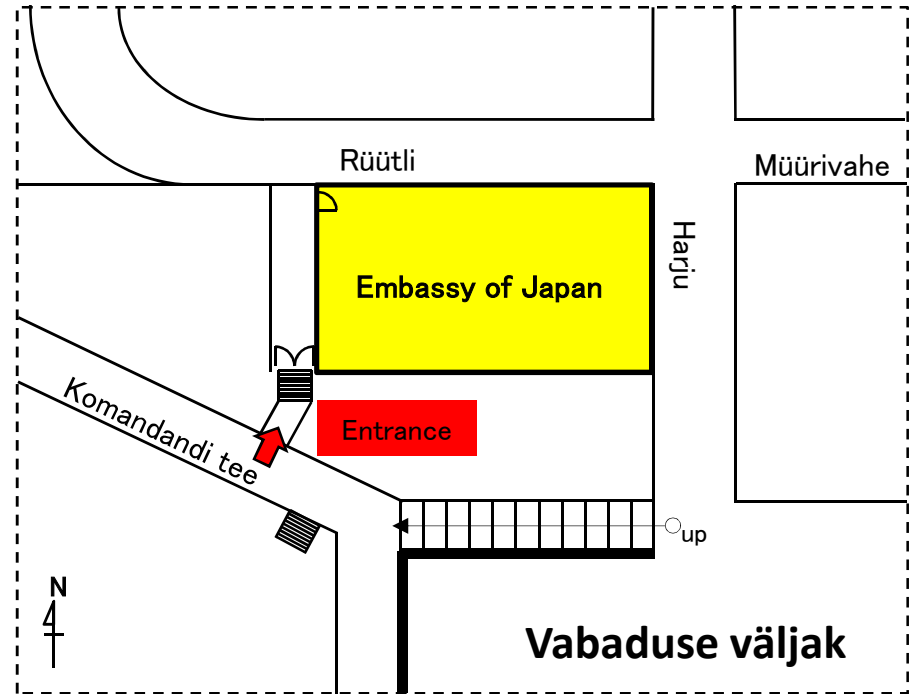 Rüütli
Müürivahe
Harju
Embassy of Japan
Komandandi tee
Entrance
up
N
Vabaduse väljak